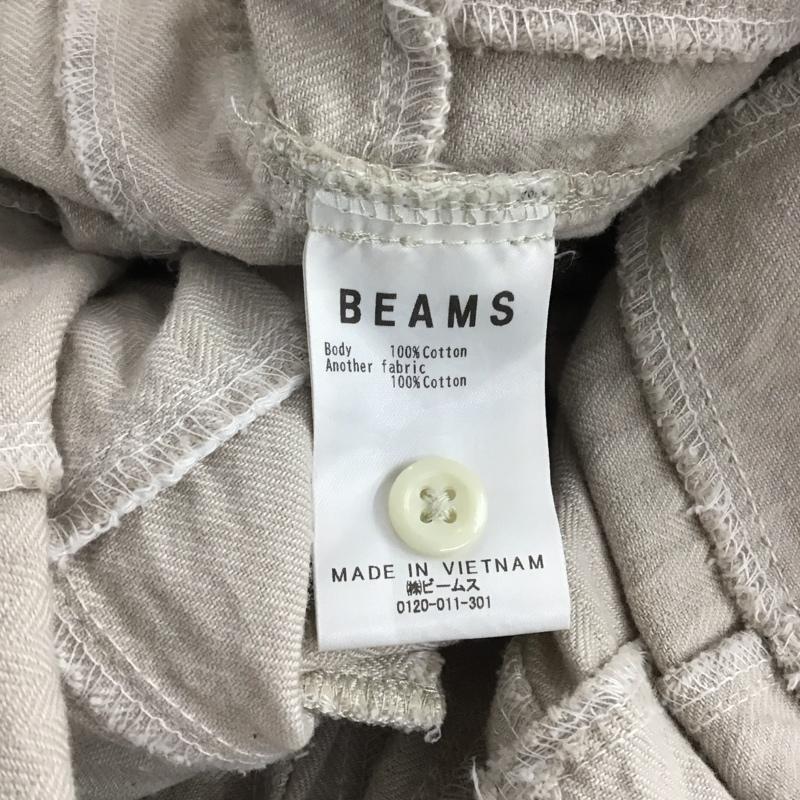 BEAMS
Body 100%Cotton
Another fabric
100%Cotton
MADE IN VIETNAM
㈱ビームス
0120-011-301